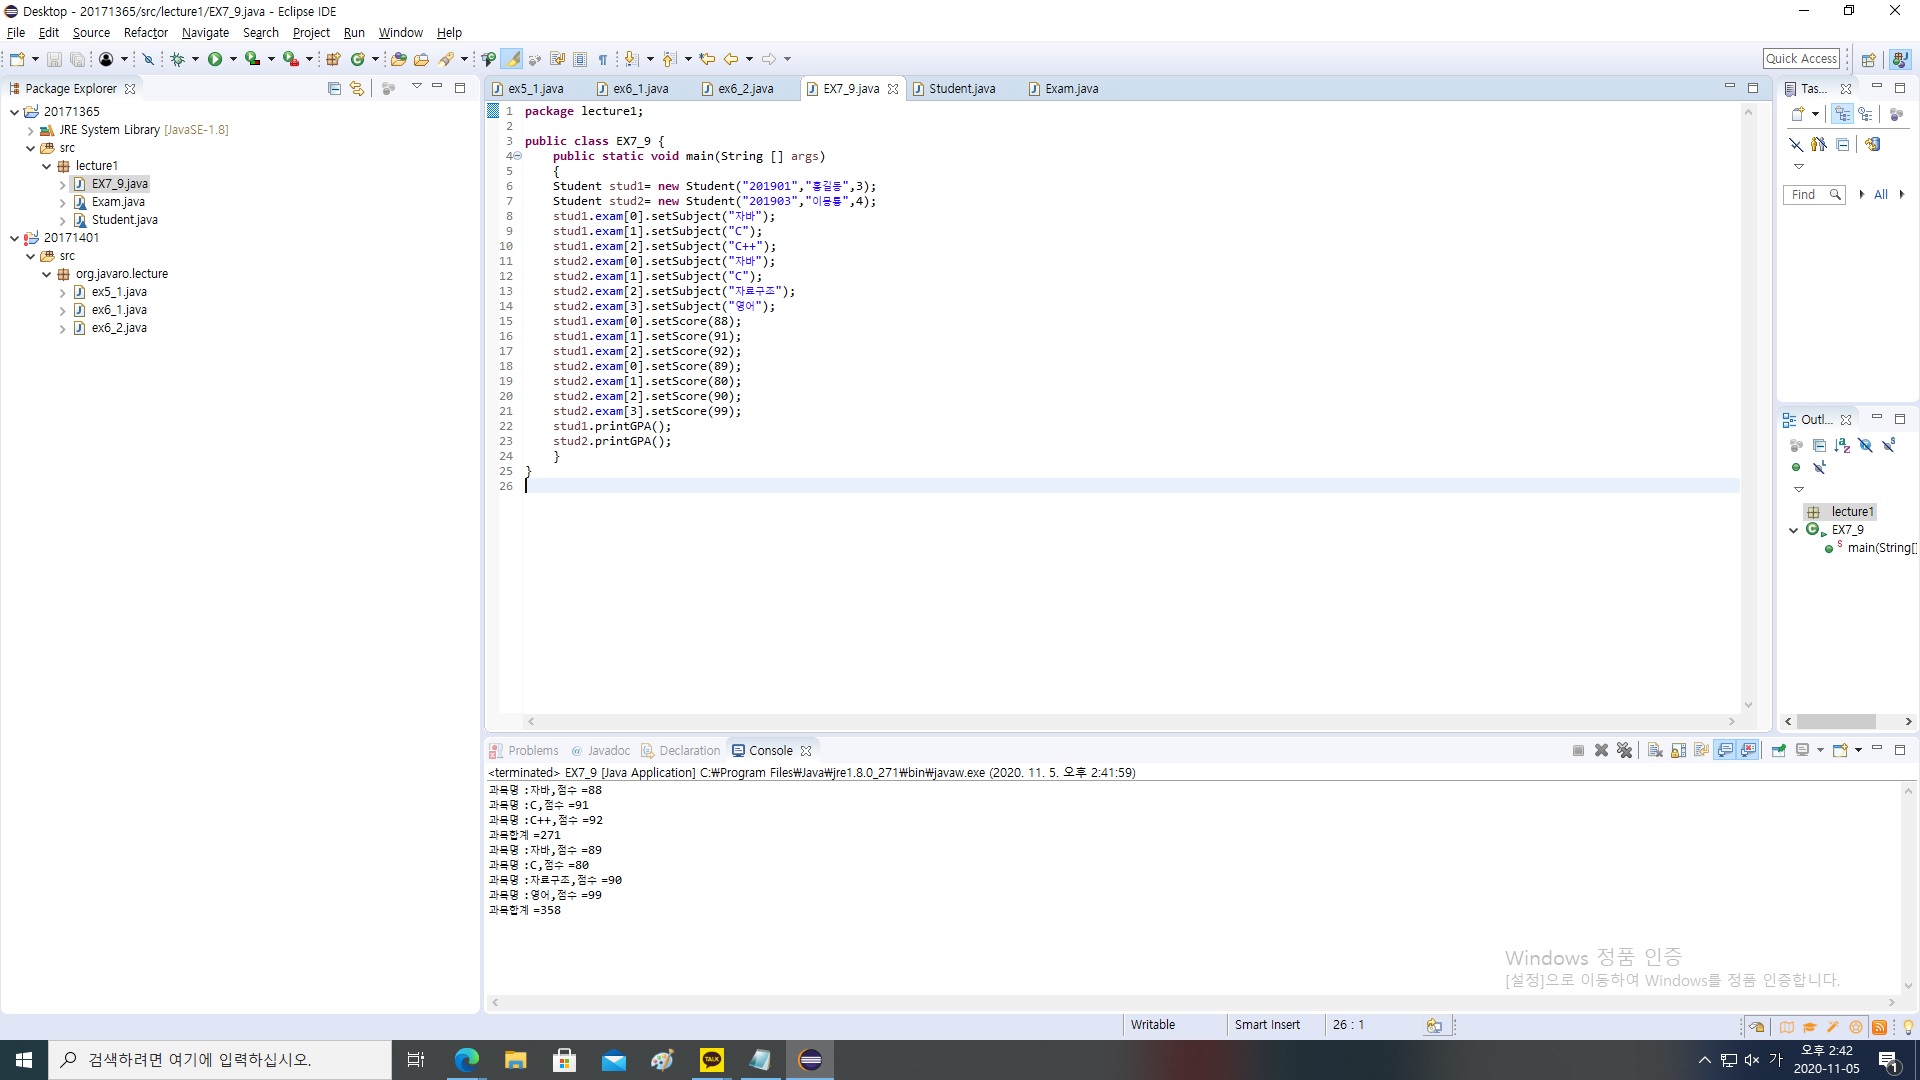 Desktop - 20171365/src/lecture1/EX7_9.java - Eclipse IDE
File Edit Source Refactor Navigate Search Project Run Window Help
Quick Access
Package Explorer
20171365
JRE System Library [JavaSE-1.8]
src
lecture1
EX7_9.java
Exam.java
Student.java
20171401
src
org.javaro.lecture
ex5_1.java
ex6_1.java
ex6_2.java
ex5_1.java ex6_1.java ex6_2.java EX7_9.java Student.java Exam.java
1 package lecture1;
2
3 public class EX7_9 {
4 public static void main(String [] args)
5 {
6 Student stud1= new Student("201901","홍길동",3);
7 Student stud2= new Student("201903","이몽룡",4);
8 stud1.exam[0].setSubject("자바");
9 stud1.exam[1].setSubject("C");
10 stud1.exam[2].setSubject("C++");
11 stud2.exam[0].setSubject("자바");
12 stud2.exam[1].setSubject("C");
13 stud2.exam[2].setSubject("자료구조");
14 stud2.exam[3].setSubject("영어");
15 stud1.exam[0].setScore(88);
16 stud1.exam[1].setScore(91);
17 stud1.exam[2].setScore(92);
18 stud2.exam[0].setScore(89);
19 stud2.exam[1].setScore(80);
20 stud2.exam[2].setScore(90);
21 stud2.exam[3].setScore(99);
22 stud1.printGPA();
23 stud2.printGPA();
24 }
25 }
26
Tas...
Find All
Outl...
lecture1
EX7_9
main(String[]
Problems Javadoc Declaration Console
<terminated> EX7_9 [Java Application] C:₩Program Files₩Java₩jre1.8.0_271₩bin₩javaw.exe (2020. 11. 5. 오후 2:41:59)
과목명 :자바,점수 =88
과목명 :C,점수 =91
과목명 :C++,점수 =92
과목합계 =271
과목명 :자바,점수 =89
과목명 :C,점수 =80
과목명 :자료구조,점수 =90
과목명 :영어,점수 =99
과목합계 =358
Windows 정품 인증
[설정]으로 이동하여 Windows를 정품 인증합니다.
Writable Smart Insert 26 : 1
검색하려면 여기에 입력하십시오.
TALK
가
오후 2:42
2020-11-05
1